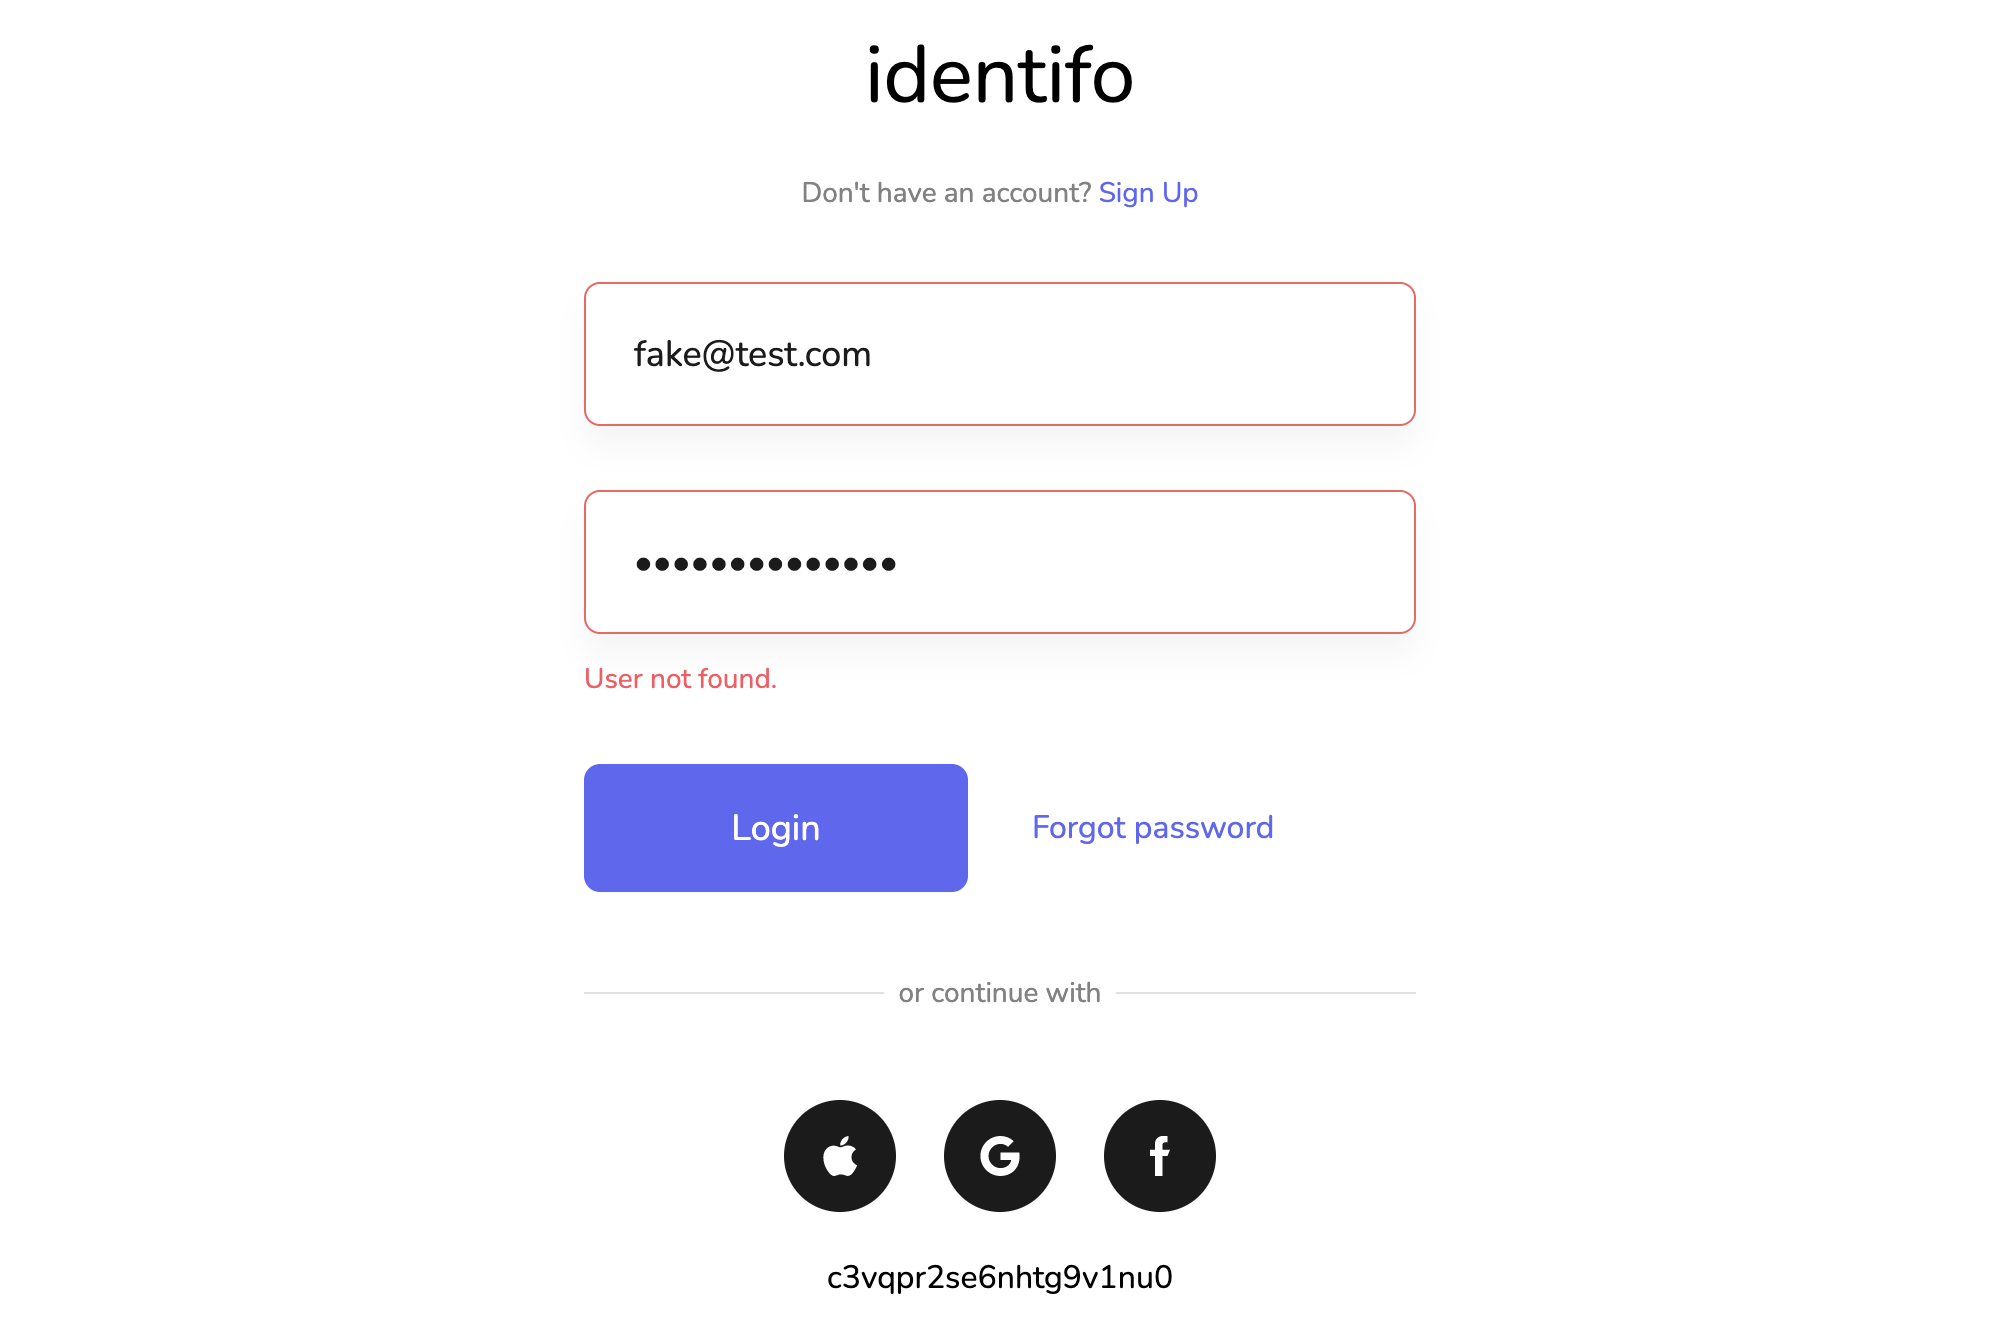 identifo
Don't have an account? Sign Up
fake@test.com
••••••••••••••
User not found.
Login
Forgot password
or continue with
c3vqpr2se6nhtg9v1nu0